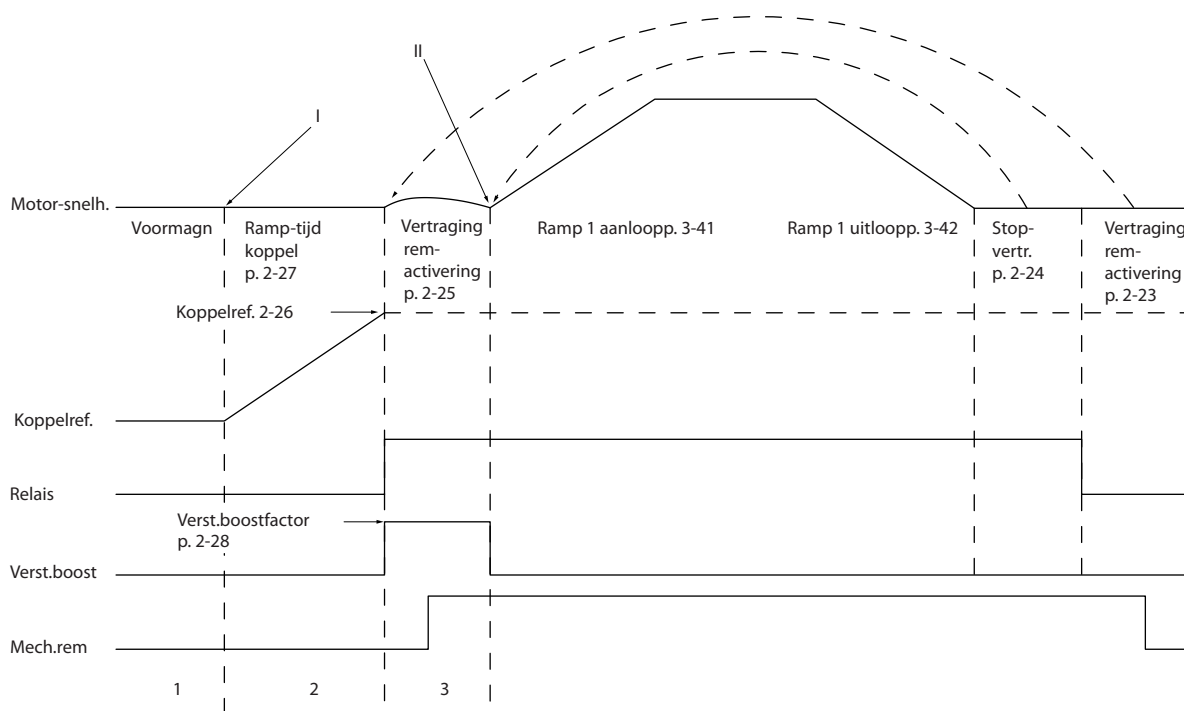 II
I
Motor-snelh.
Voormagn
Ramp-tijd
koppel
p. 2-27
Vertraging
rem-
activering
p. 2-25
Ramp 1 aanloopp. 3-41
Ramp 1 uitloopp. 3-42
Stop-
vertr.
p. 2-24
Vertraging
rem-
activering
p. 2-23
Koppelref. 2-26
Koppelref.
Relais
Verst.boostfactor
p. 2-28
Verst.boost
Mech.rem
1
2
3